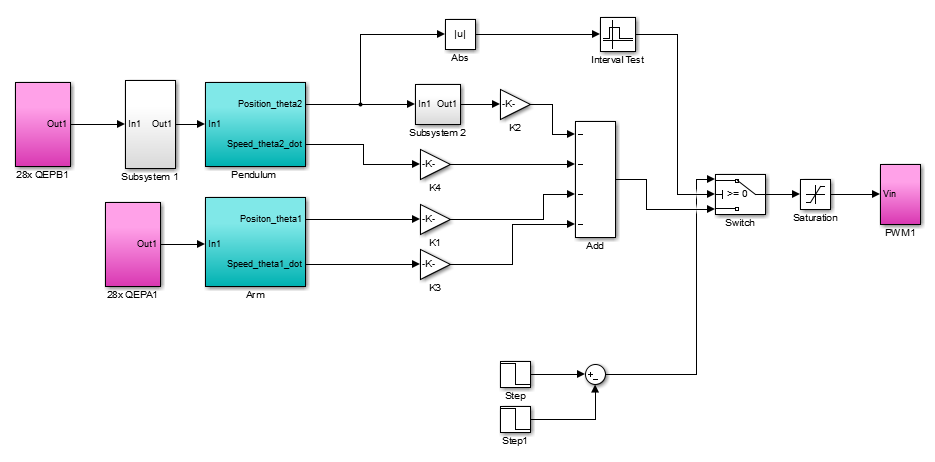 |u|
Abs
Interval Test
Out1
28x QEPB1
In1 Out1
Subsystem 1
Position_theta2
In1
Speed_theta2_dot
Pendulum
In1 Out1
Subsystem 2
-K-
K2
-K-
K4
Out1
28x QEPA1
Positon_theta1
In1
Speed_theta1_dot
Arm
-K-
K1
-K-
K3
Add
>= 0
Switch
Saturation
Vin
PWM1
Step
Step1